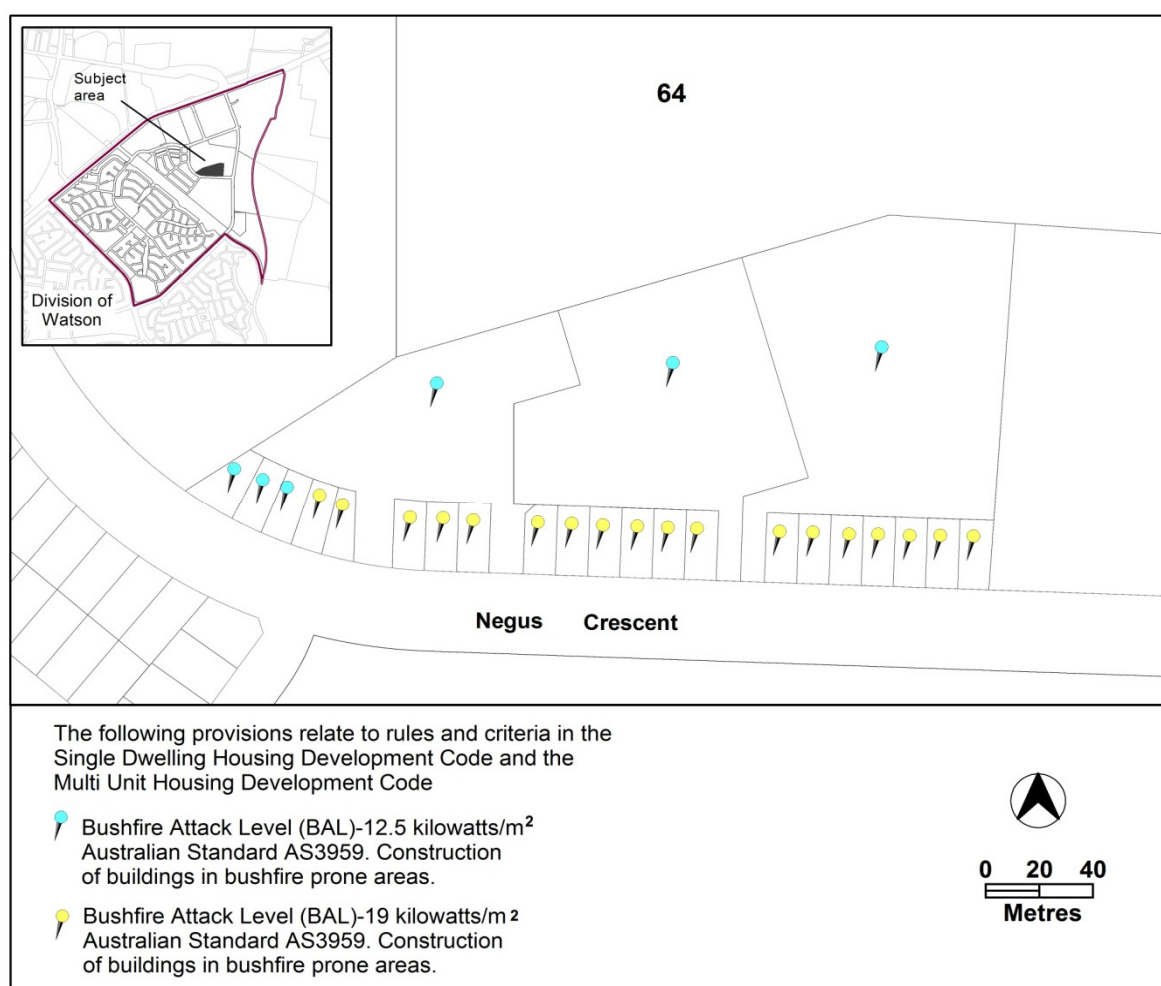 Subject
area
64
Division of
Watson
Negus Crescent
The following provisions relate to rules and criteria in the
Single Dwelling Housing Development Code and the
Multi Unit Housing Development Code
Bushfire Attack Level (BAL)-12.5 kilowatts/m²
Australian Standard AS3959. Construction
of buildings in bushfire prone areas.
Bushfire Attack Level (BAL)-19 kilowatts/m²
Australian Standard AS3959. Construction
of buildings in bushfire prone areas.
0 20 40
Metres